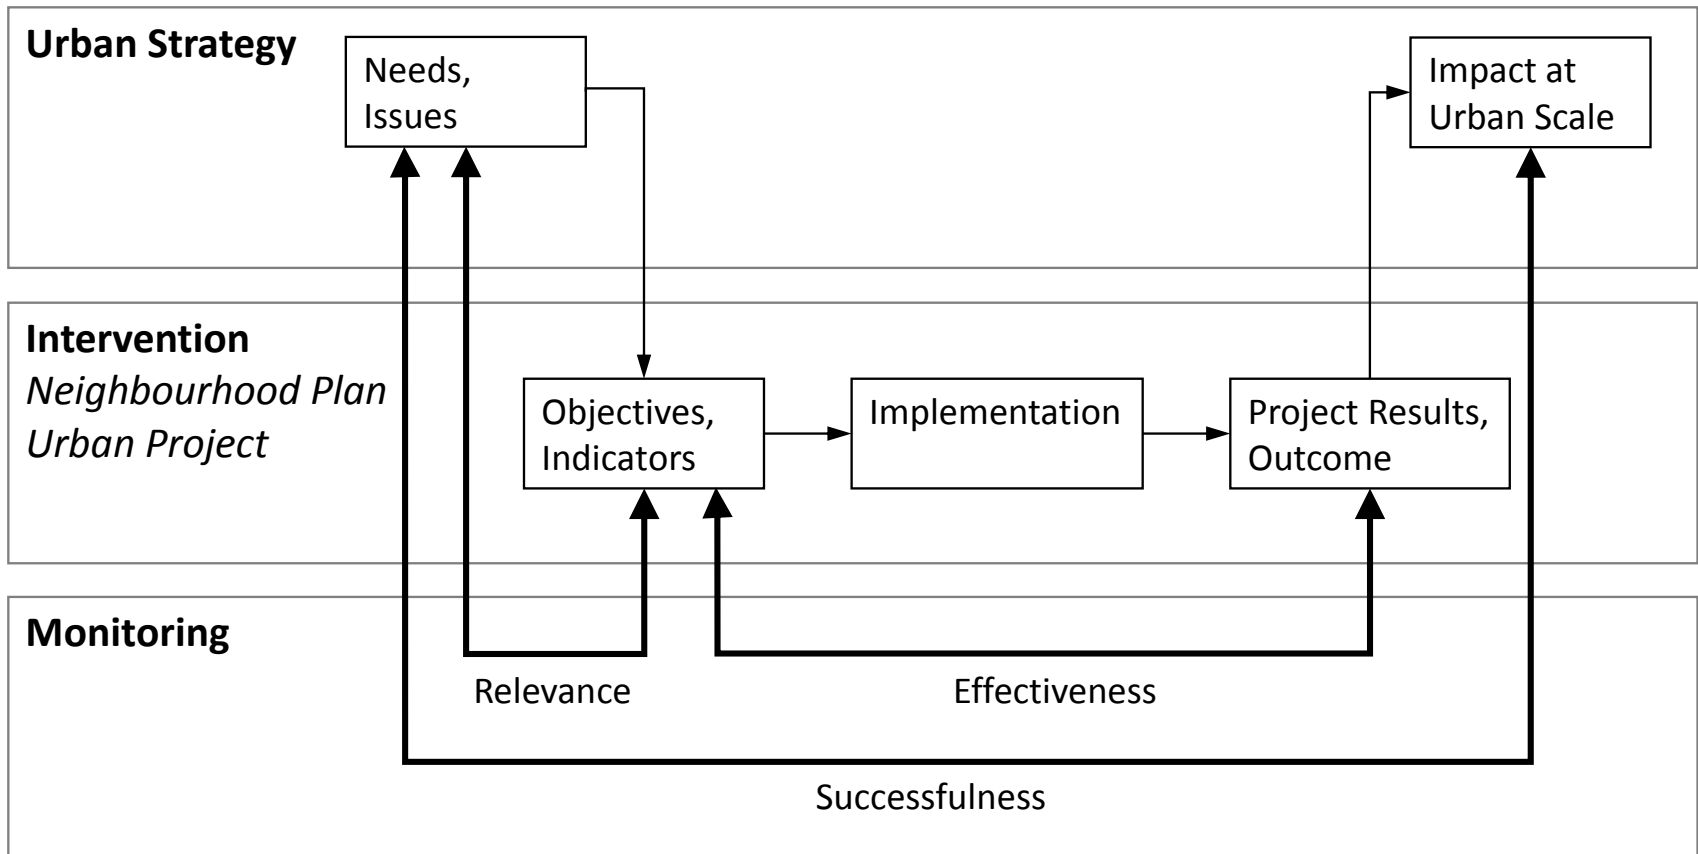 Urban Strategy
Needs,
Issues
Impact at
Urban Scale
Intervention
Neighbourhood Plan
Urban Project
Objectives,
Indicators
Implementation
Project Results,
Outcome
Monitoring
Relevance
Effectiveness
Successfulness